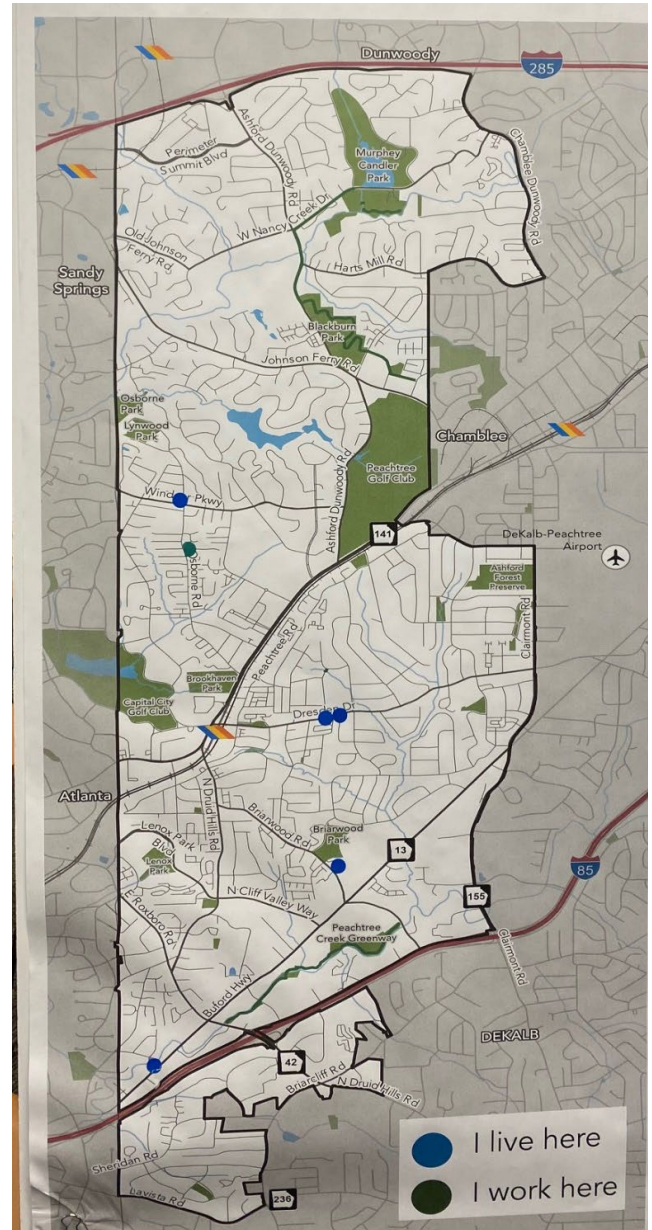 Dunwoody
285
Ashford Dunwoody Rd
Perimeter
Summit Blvd
Murphey
Candler
Park
Chamblee Dunwoody Rd
W Nancy Creek Dr
Old Johnson
Ferry Rd
Harts Mill Rd
Sandy
Springs
Blackburn
Park
Johnson Ferry Rd
Osborne
Park
Lynwood
Park
Chamblee
Peachtree
Golf Club
Windsor Pkwy
Ashford Dunwoody Rd
141
DeKalb-Peachtree
Airport
Osborne Rd
Ashford
Forest
Preserve
Clairmont Rd
Peachtree Rd
Brookhaven
Park
Capital City
Golf Club
Dresden Dr
Atlanta
N Druid Hills Rd
Briarwood Rd
Lenox Park
Blvd
Lenox
Park
Briarwood
Park
13
85
E Roxboro Rd
N Cliff Valley Way
155
Peachtree
Creek Greenway
Buford Hwy
Clairmont Rd
DEKALB
42
Briarcliff Rd
N Druid Hills Rd
I live here
Sheridan Rd
I work here
Lavista Rd
236